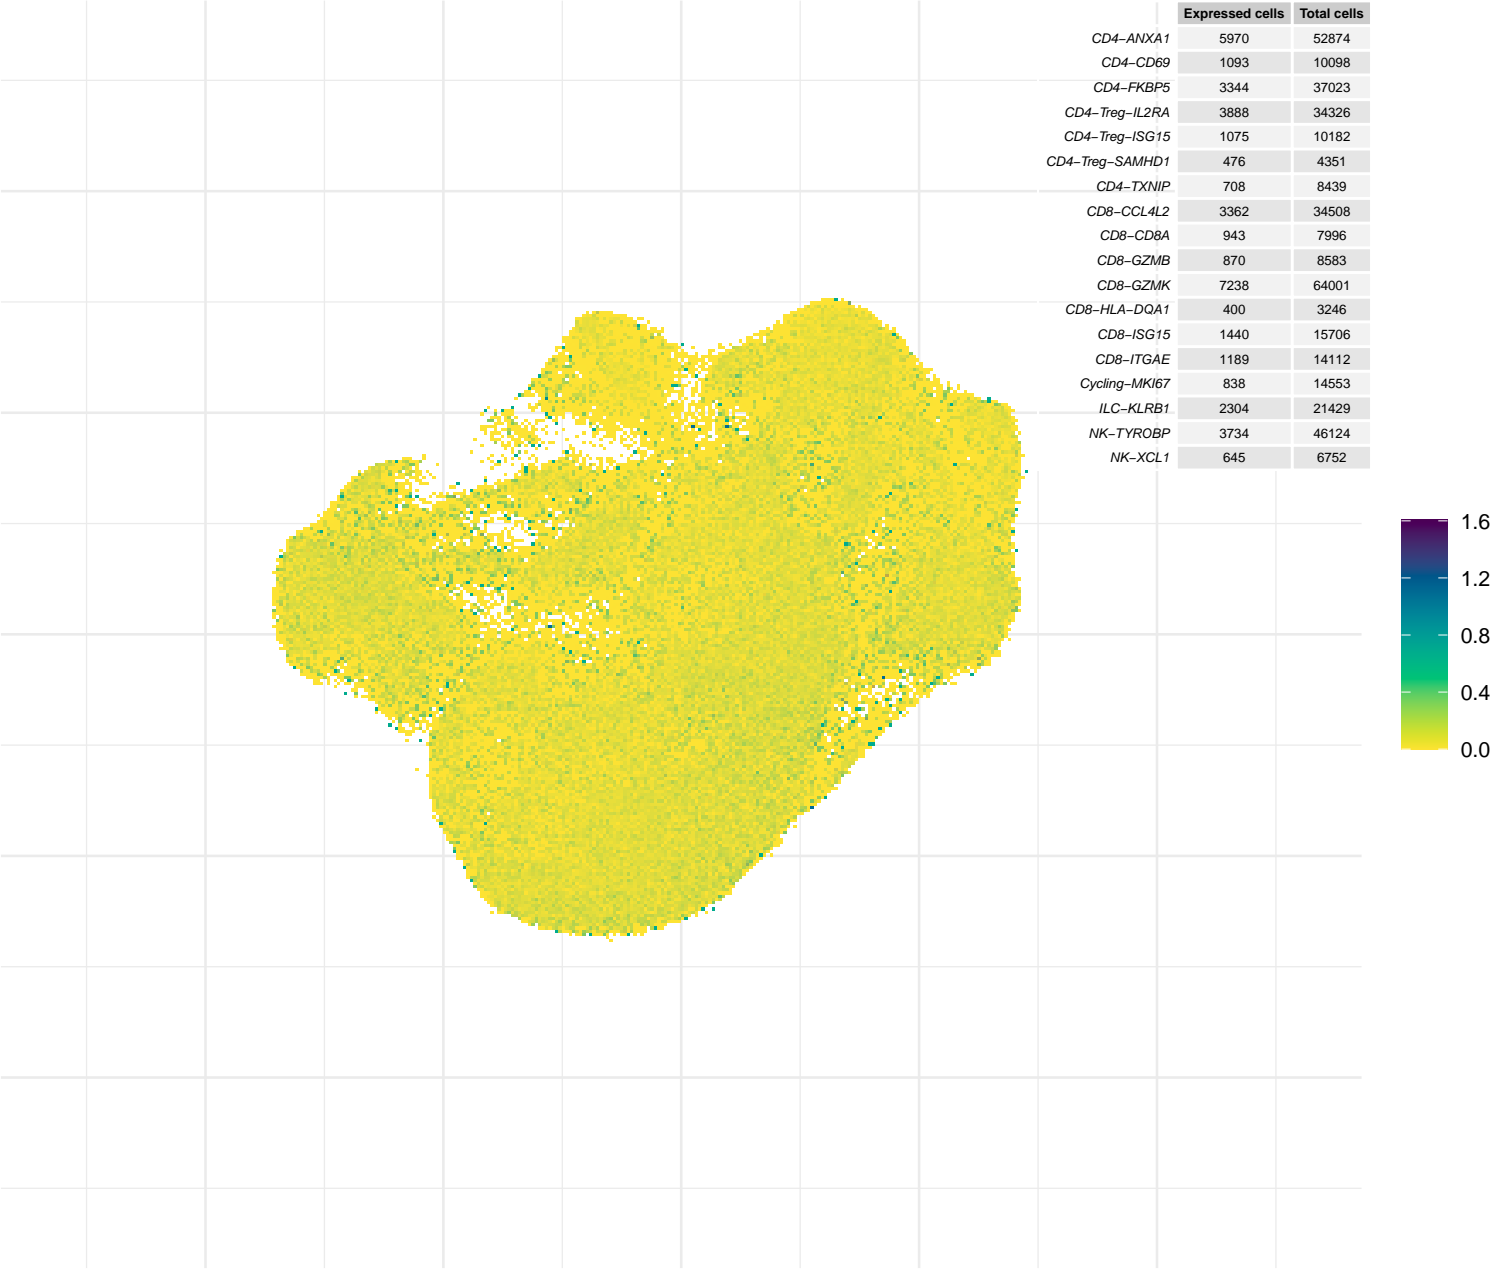 Expressed cells Total cells
CD4−ANXA1 5970 52874
CD4−CD69 1093 10098
CD4−FKBP5 3344 37023
CD4−Treg−IL2RA 3888 34326
CD4−Treg−ISG15 1075 10182
CD4−Treg−SAMHD1 476 4351
CD4−TXNIP 708 8439
CD8−CCL4L2 3362 34508
CD8−CD8A 943 7996
CD8−GZMB 870 8583
CD8−GZMK 7238 64001
CD8−HLA−DQA1 400 3246
CD8−ISG15 1440 15706
CD8−ITGAE 1189 14112
Cycling−MKI67 838 14553
ILC−KLRB1 2304 21429
NK−TYROBP 3734 46124
NK−XCL1 645 6752
1.6
1.2
0.8
0.4
0.0